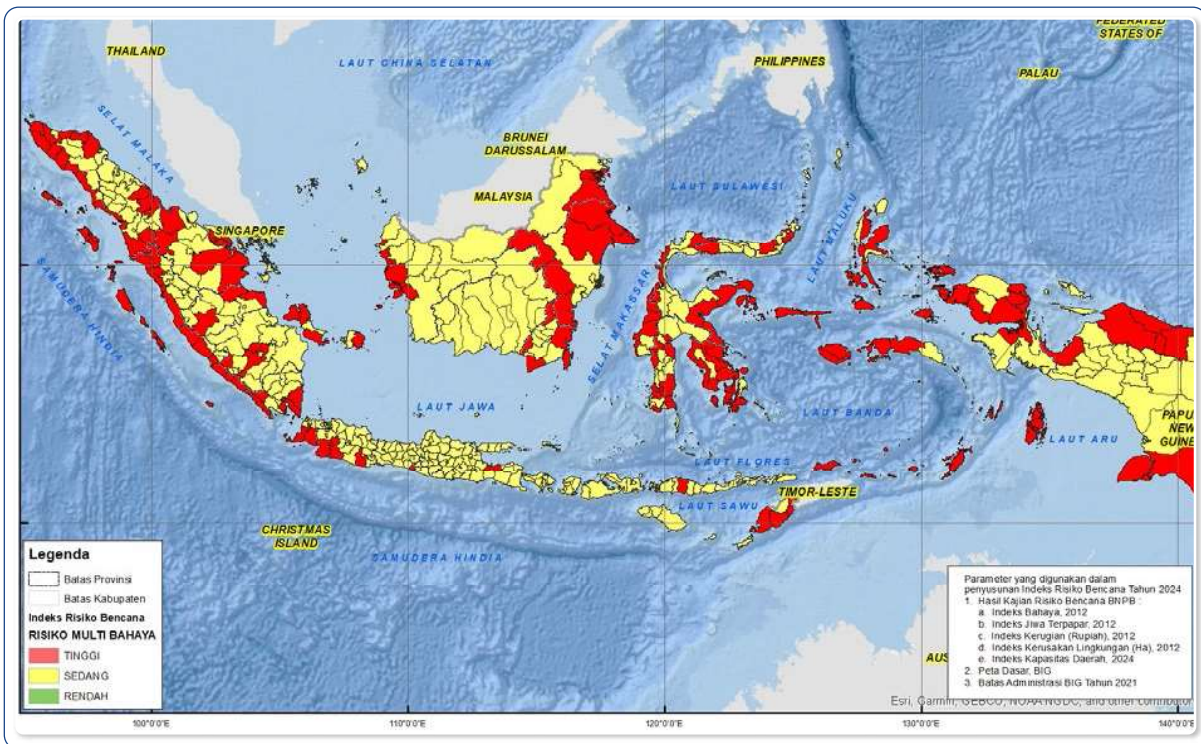 FEDERATED
STATES OF
THAILAND
LAUT CHINA SELATAN
PHILIPPINES
PALAU
SELAT MALAKA
BRUNEI
DARUSSALAM
LAUT SULAWESI
MALAYSIA
SINGAPORE
LAUT MALUKU
SAMUDERA HINDIA
SELAT MAKASSAR
LAUT JAWA
LAUT BANDA
PAPU
NEW
GUINE
LAUT ARU
LAUT FLORES
TIMOR-LESTE
LAUT SAWU
CHRISTMAS
ISLAND
SAMUDERA HINDIA
Legenda
Batas Provinsi
Batas Kabupaten
Indeks Risiko Bencana
RISIKO MULTI BAHAYA
TINGGI
SEDANG
RENDAH
AUS
Parameter yang digunakan dalam
penyusunan Indeks Risiko Bencana Tahun 2024
1. Hasil Kajian Risiko Bencana BNPB :
a. Indeks Bahaya, 2012
b. Indeks Jiwa Terpapar, 2012
c. Indeks Kerugian (Rupiah), 2012
d. Indeks Kerusakan Lingkungan (Ha), 2012
e. Indeks Kapasitas Daerah, 2024
2. Peta Dasar, BIG
3. Batas Administrasi BIG Tahun 2021
Esri, Garmin, GEBCO, NOAA NGDC, and other contributor
100°0'0"E
110°0'0"E
120°0'0"E
130°0'0"E
140°0'